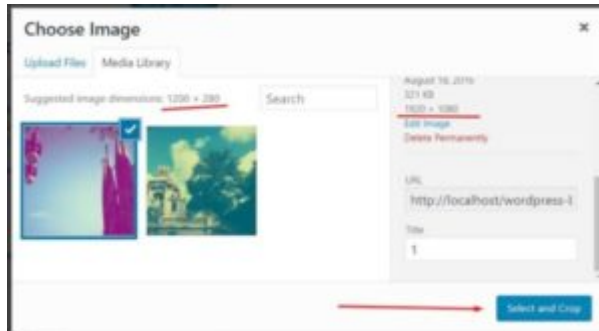 Choose Image
Upload Files
Media Library
Suggested image dimensions: 1200 × 280
Search
August 18, 2016
321 KB
1920 × 1080
Edit Image
Delete Permanently
URL
http://localhost/wordpress-l
Title
1
Select and Crop